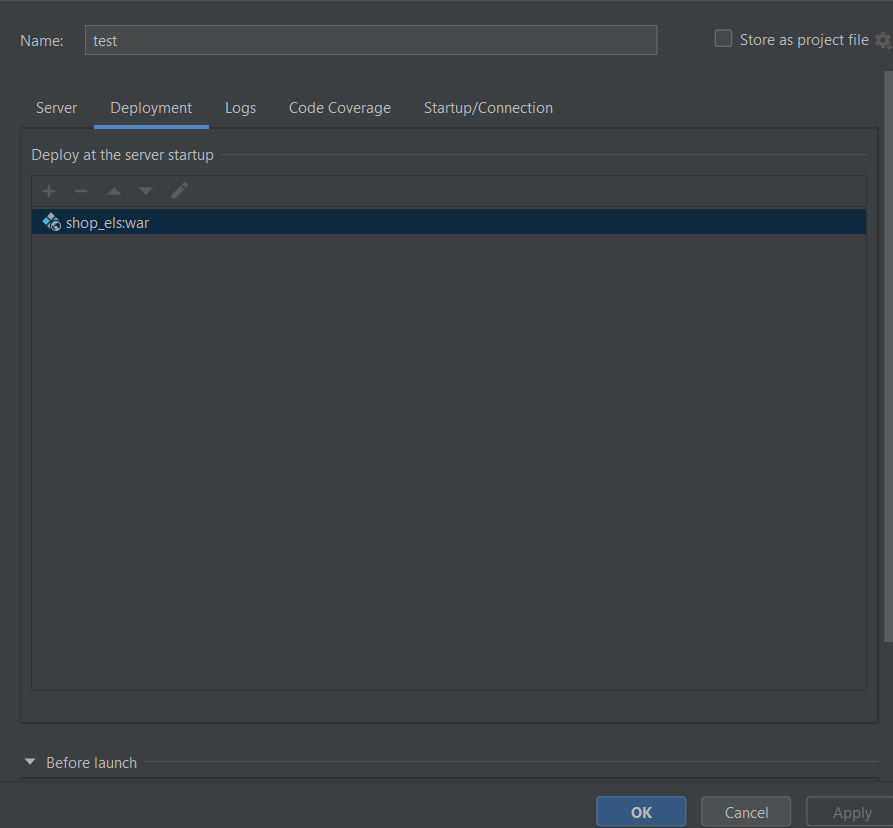 Name: test Store as project file
Server Deployment Logs Code Coverage Startup/Connection
Deploy at the server startup
shop_els:war
Before launch
OK Cancel Apply